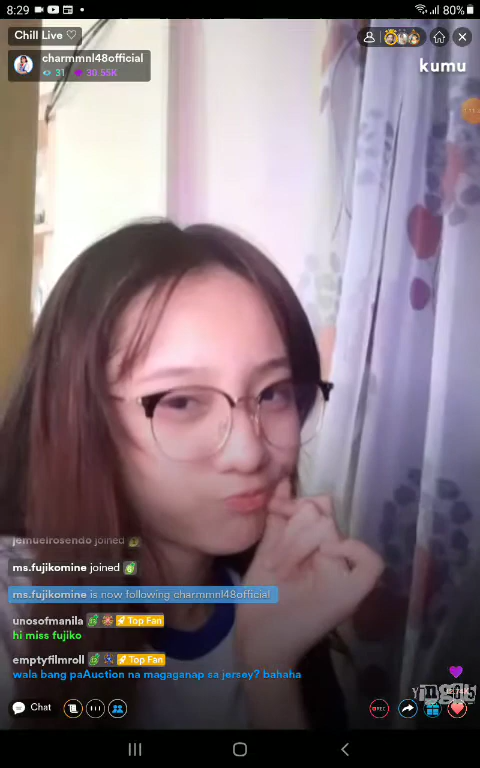 8:29
80%
Chill Live ♡
charmmnl48official
31 30.55K
kumu
jemueirosendo joined
ms.fujikomine joined
ms.fujikomine is now following charmmnl48official
unosofmanila Top Fan
hi miss fujiko
emptyfilmroll Top Fan
wala bang paAuction na magaganap sa jersey? bahaha
Chat
REC